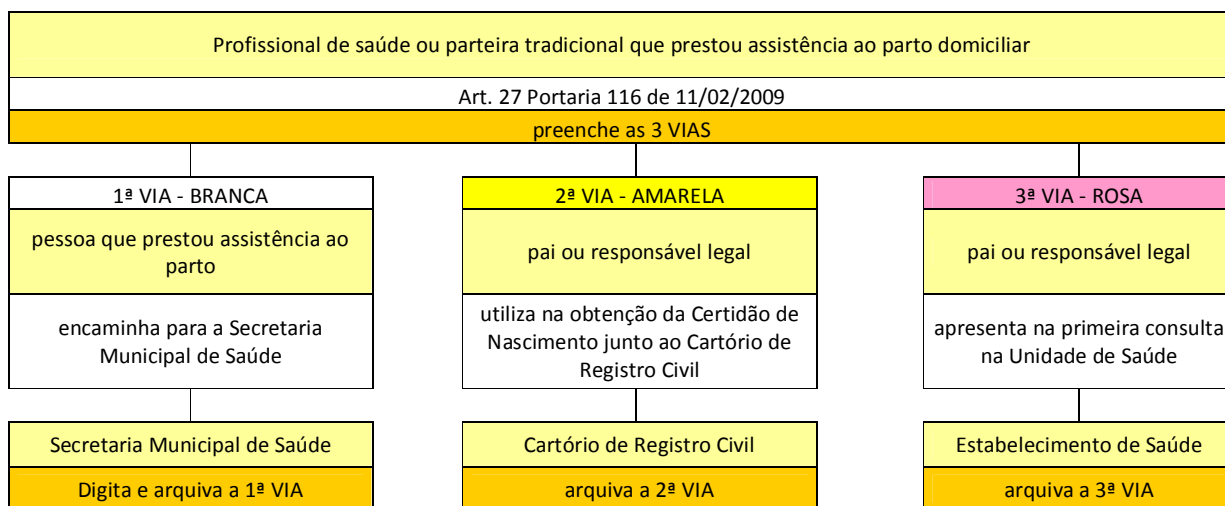 Profissional de saúde ou parteira tradicional que prestou assistência ao parto domiciliar
Art. 27 Portaria 116 de 11/02/2009
preenche as 3 VIAS
1ª VIA - BRANCA
pessoa que prestou assistência ao
parto
encaminha para a Secretaria
Municipal de Saúde
Secretaria Municipal de Saúde
Digita e arquiva a 1ª VIA
2ª VIA - AMARELA
pai ou responsável legal
utiliza na obtenção da Certidão de
Nascimento junto ao Cartório de
Registro Civil
Cartório de Registro Civil
arquiva a 2ª VIA
3ª VIA - ROSA
pai ou responsável legal
apresenta na primeira consulta
na Unidade de Saúde
Estabelecimento de Saúde
arquiva a 3ª VIA